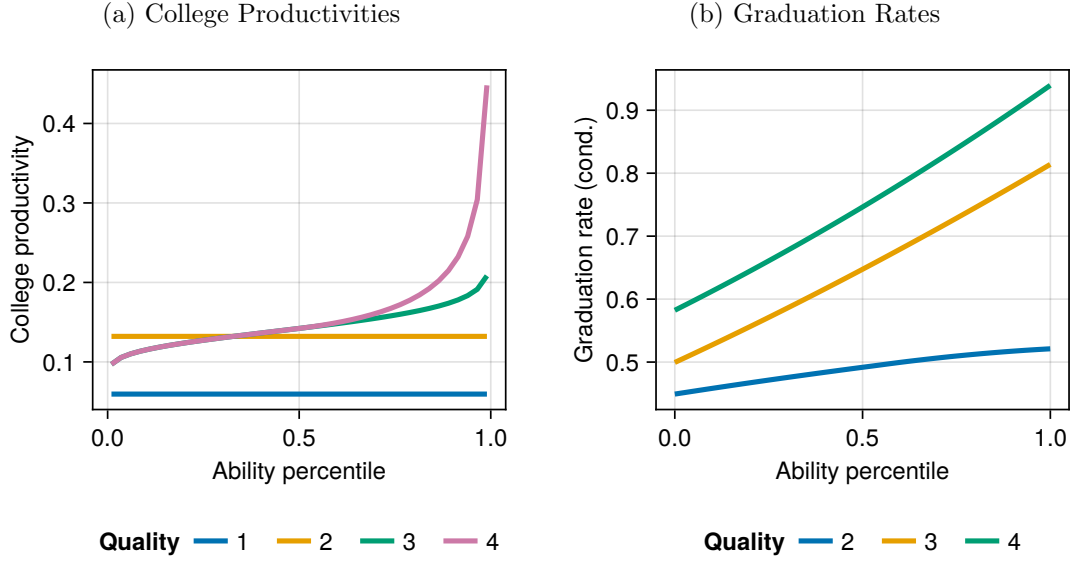 (a) College Productivities
College productivity
0.4
0.3
0.2
0.1
0.0 0.5 1.0
Ability percentile
Quality 1 2 3 4
(b) Graduation Rates
Graduation rate (cond.)
0.9
0.8
0.7
0.6
0.5
0.0 0.5 1.0
Ability percentile
Quality 2 3 4